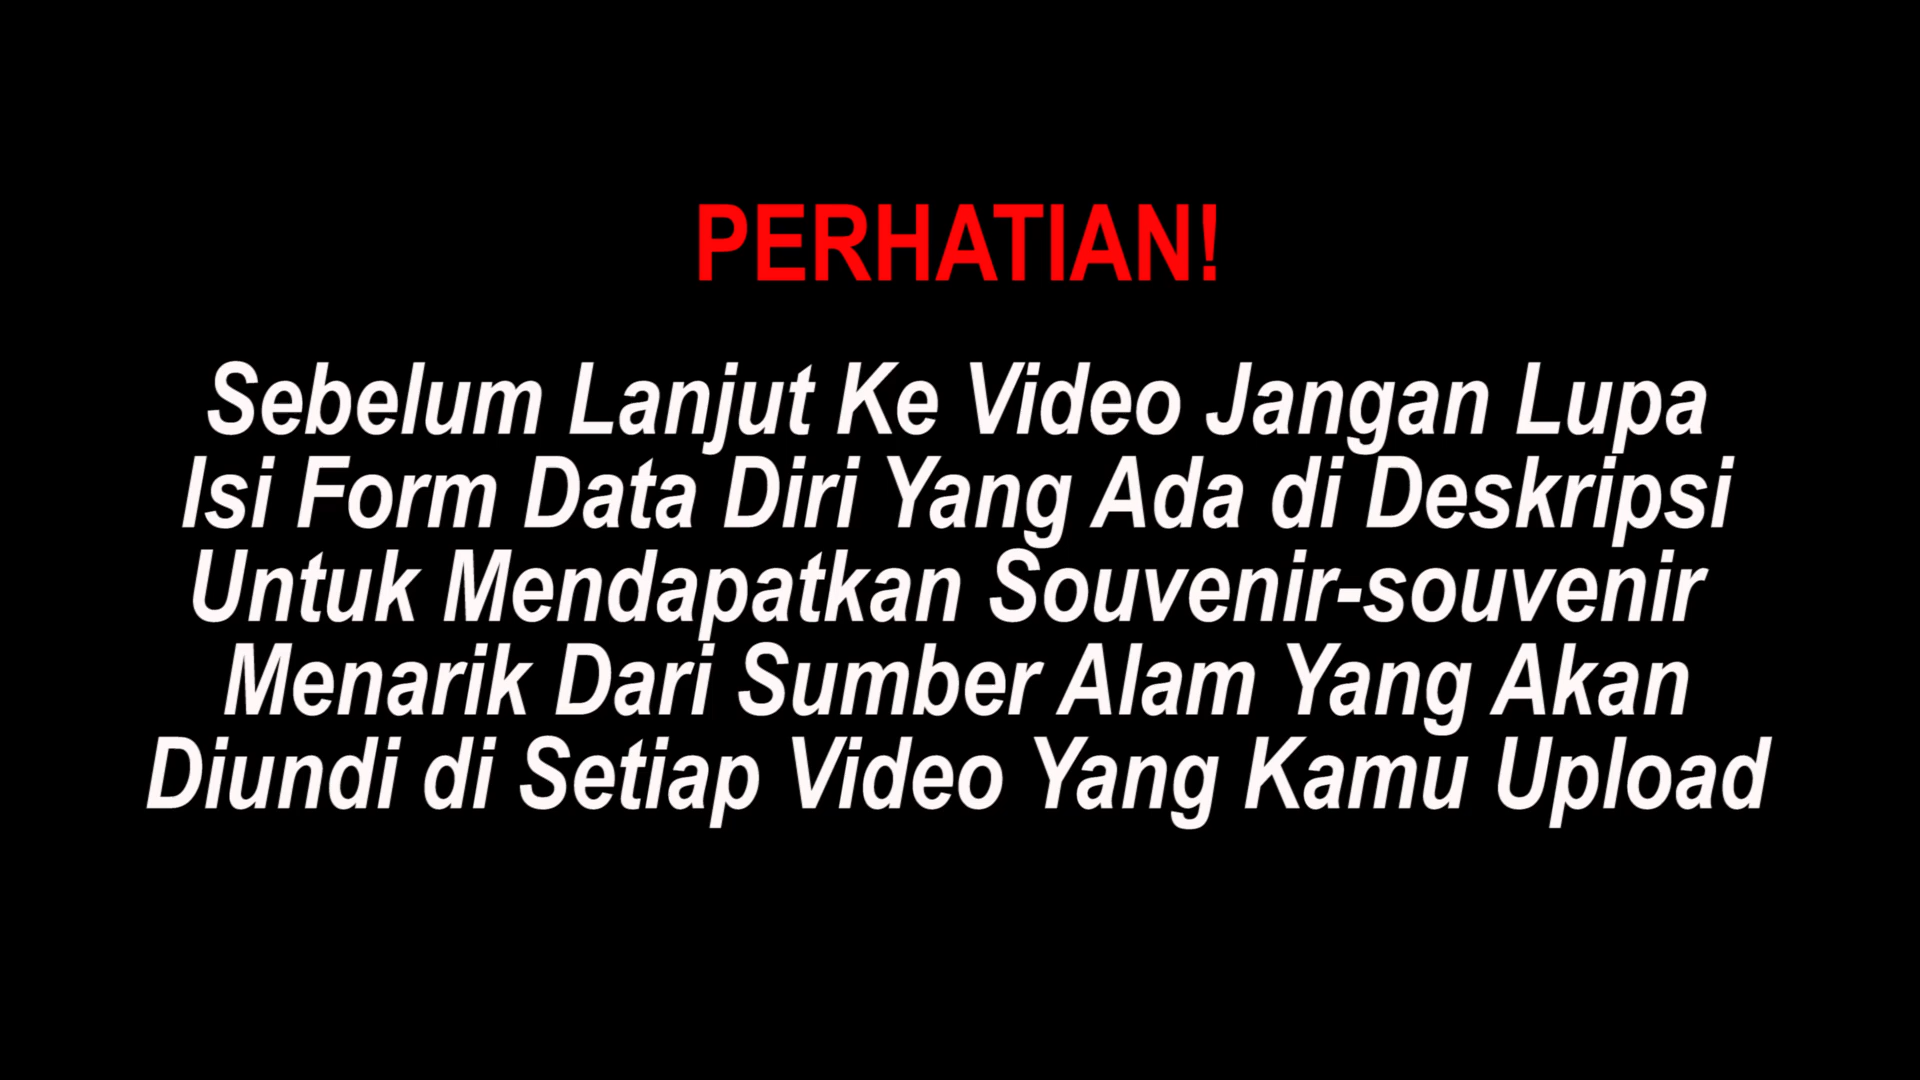 PERHATIAN!
Sebelum Lanjut Ke Video Jangan Lupa
Isi Form Data Diri Yang Ada di Deskripsi
Untuk Mendapatkan Souvenir-souvenir
Menarik Dari Sumber Alam Yang Akan
Diundi di Setiap Video Yang Kamu Upload